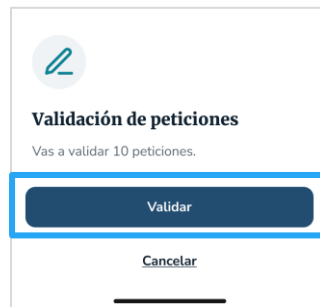 Validación de peticiones
Vas a validar 10 peticiones.
Validar
Cancelar